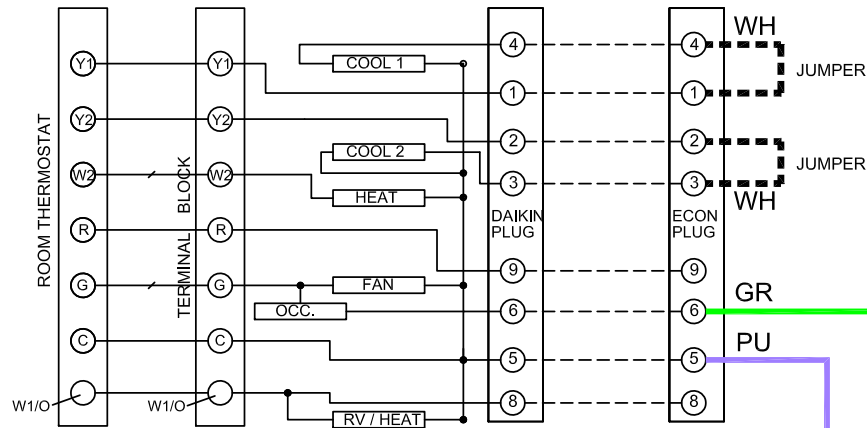 ROOM THERMOSTAT
Y1
Y2
W2
R
G
C
W1/O
TERMINAL BLOCK
Y1
Y2
W2
R
G
C
W1/O
COOL 1
COOL 2
HEAT
FAN
OCC.
RV / HEAT
4
1
2
3
DAIKIN
PLUG
9
6
5
8
4
1
2
3
ECON
PLUG
9
6
5
8
WH
JUMPER
JUMPER
WH
GR
PU